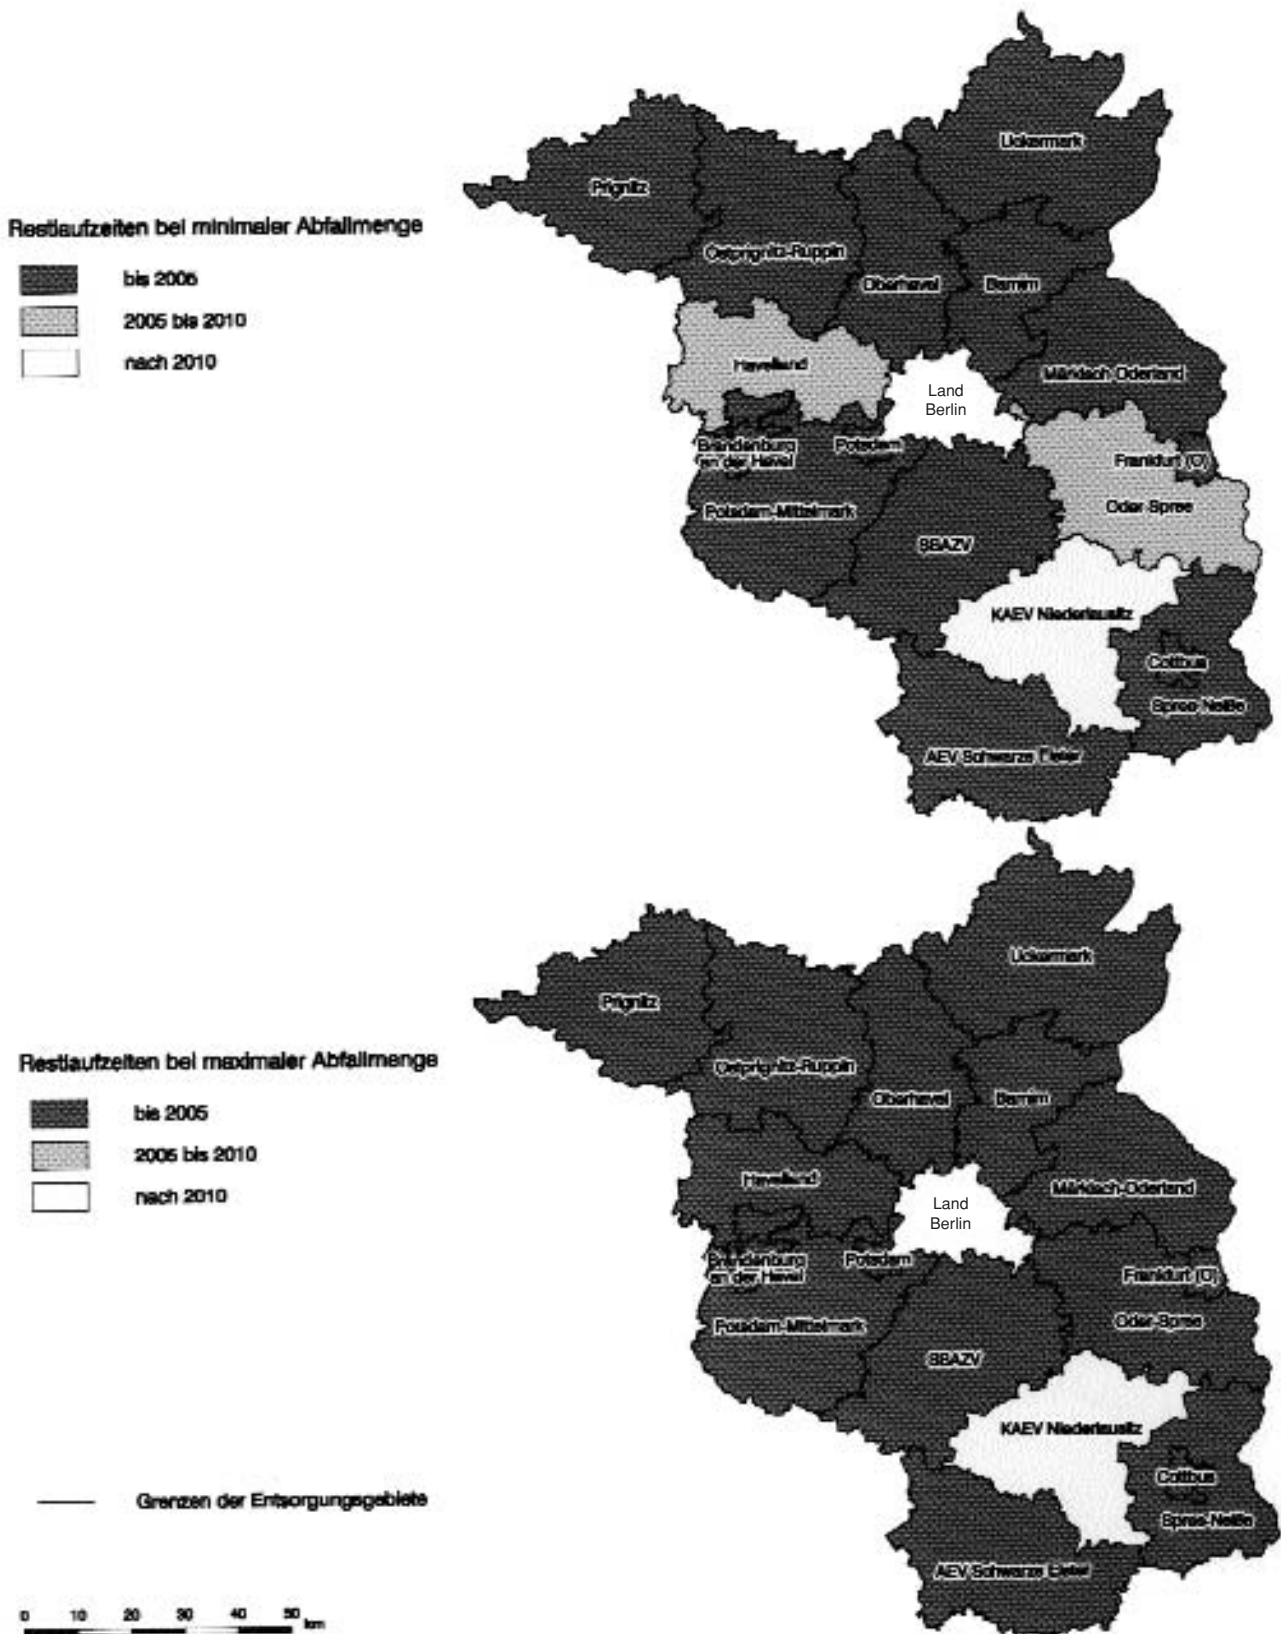 Uckermark
Prignitz
Restlaufzeiten bei minimaler Abfallmenge
Ostprignitz-Ruppin
bis 2005
Oberhavel
Barnim
2005 bis 2010
nach 2010
Havelland
Märkisch-Oderland
Land
Berlin
Brandenburg
an der Havel
Potsdam
Frankfurt (O)
Potsdam-Mittelmark
Oder-Spree
SBAZV
KAEV Niederlausitz
Cottbus
Spree-Neiße
AEV Schwarze Elster
Uckermark
Prignitz
Restlaufzeiten bei maximaler Abfallmenge
Ostprignitz-Ruppin
Oberhavel
Barnim
bis 2005
2005 bis 2010
nach 2010
Havelland
Märkisch-Oderland
Land
Berlin
Brandenburg
an der Havel
Potsdam
Frankfurt (O)
Potsdam-Mittelmark
Oder-Spree
SBAZV
KAEV Niederlausitz
Cottbus
Grenzen der Entsorgungsgebiete
Spree-Neiße
AEV Schwarze Elster
0 10 20 30 40 50 km